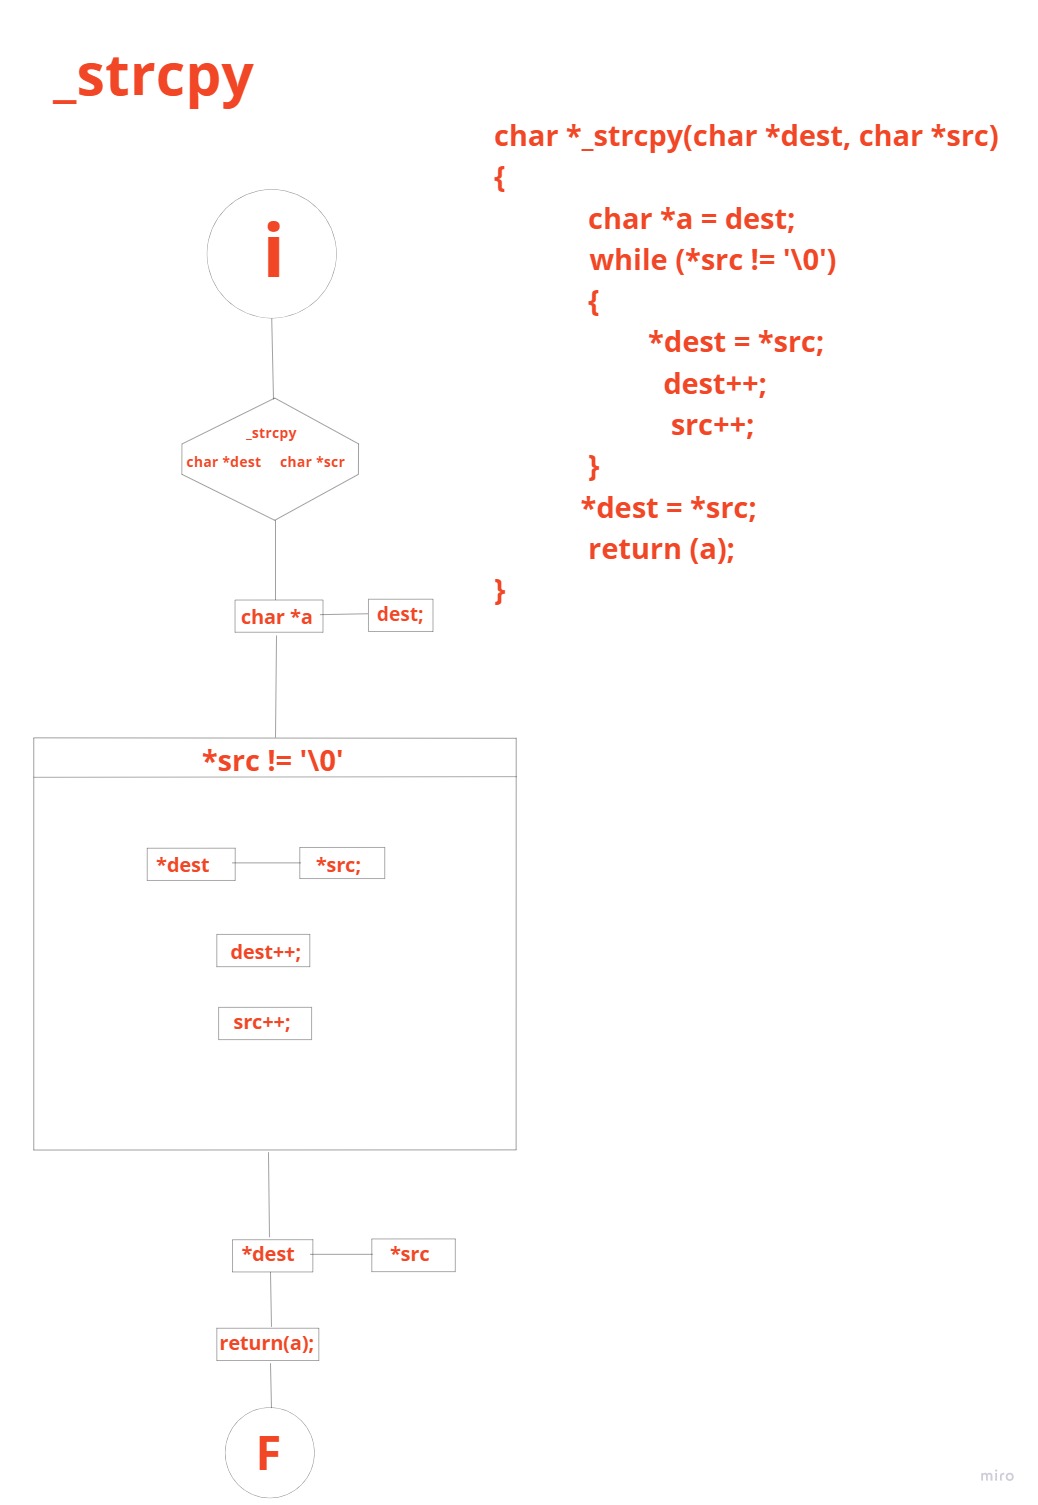 _strcpy
char *_strcpy(char *dest, char *src)
{
char *a = dest;
while (*src != '\0')
{
*dest = *src;
dest++;
src++;
}
*dest = *src;
return (a);
}
i
_strcpy
char *dest char *scr
char *a dest;
*src != '\0'
*dest *src;
dest++;
src++;
*dest *src
return(a);
F
miro